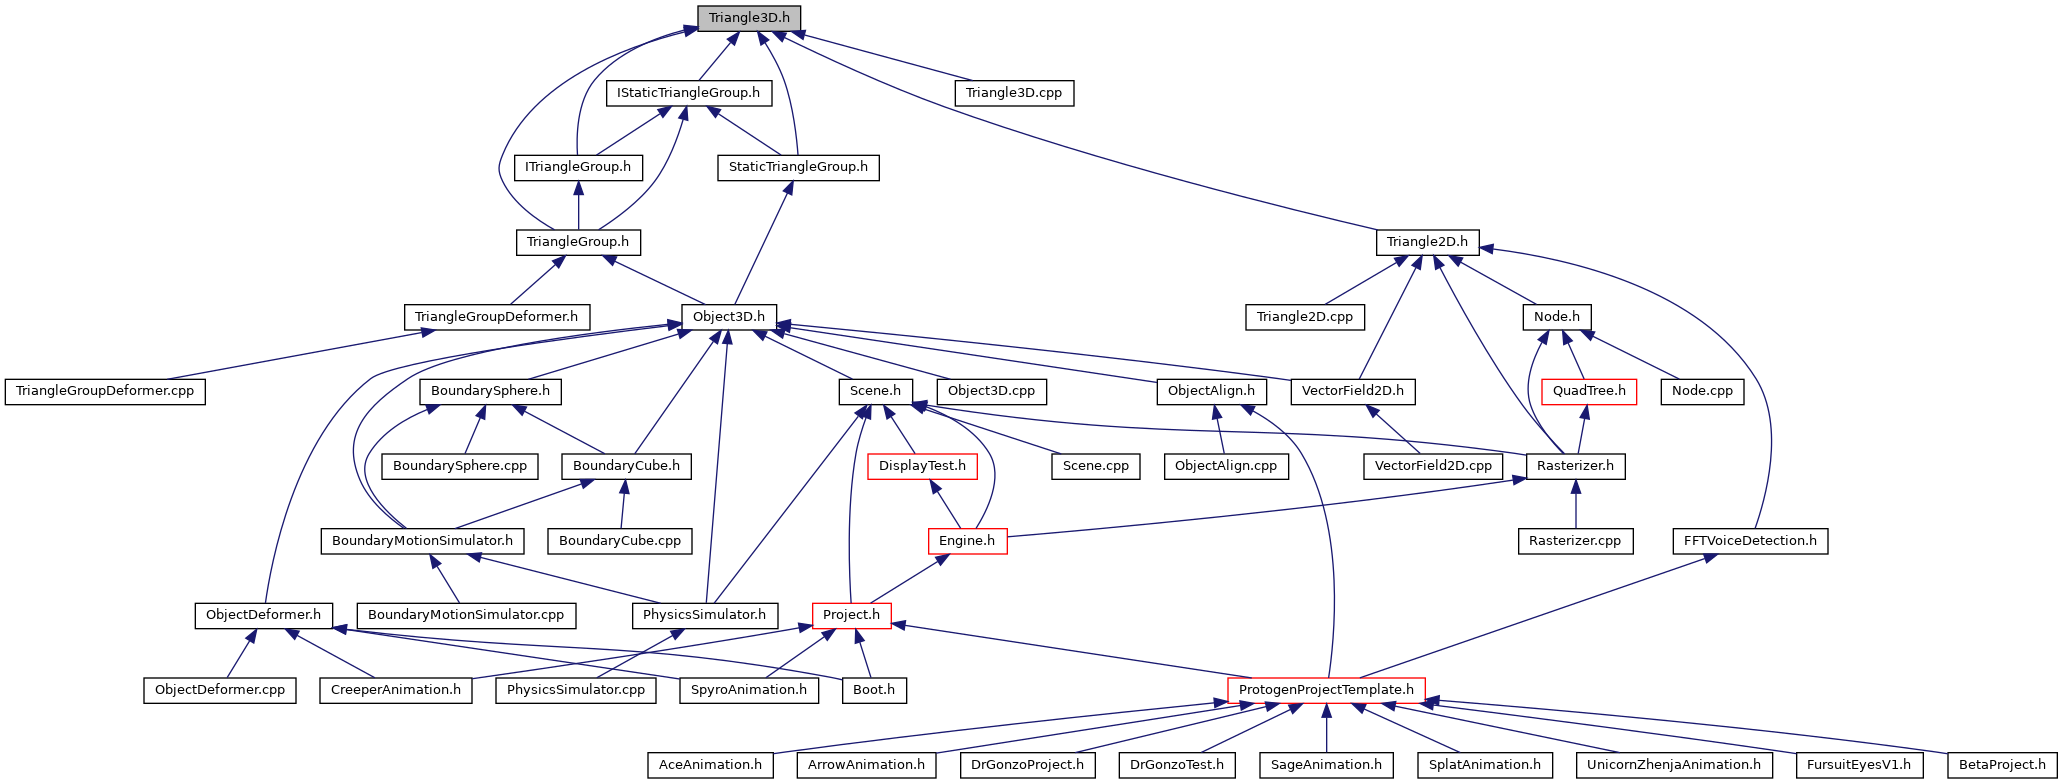 Triangle3D.h
IStaticTriangleGroup.h
Triangle3D.cpp
ITriangleGroup.h
StaticTriangleGroup.h
TriangleGroup.h
Triangle2D.h
TriangleGroupDeformer.h
Object3D.h
Triangle2D.cpp
Node.h
TriangleGroupDeformer.cpp
BoundarySphere.h
Scene.h
Object3D.cpp
ObjectAlign.h
VectorField2D.h
QuadTree.h
Node.cpp
BoundarySphere.cpp
BoundaryCube.h
DisplayTest.h
Scene.cpp
ObjectAlign.cpp
VectorField2D.cpp
Rasterizer.h
BoundaryMotionSimulator.h
BoundaryCube.cpp
Engine.h
Rasterizer.cpp
FFTVoiceDetection.h
ObjectDeformer.h
BoundaryMotionSimulator.cpp
PhysicsSimulator.h
Project.h
ObjectDeformer.cpp
CreeperAnimation.h
PhysicsSimulator.cpp
SpyroAnimation.h
Boot.h
ProtogenProjectTemplate.h
AceAnimation.h
ArrowAnimation.h
DrGonzoProject.h
DrGonzoTest.h
SageAnimation.h
SplatAnimation.h
UnicornZhenjaAnimation.h
FursuitEyesV1.h
BetaProject.h